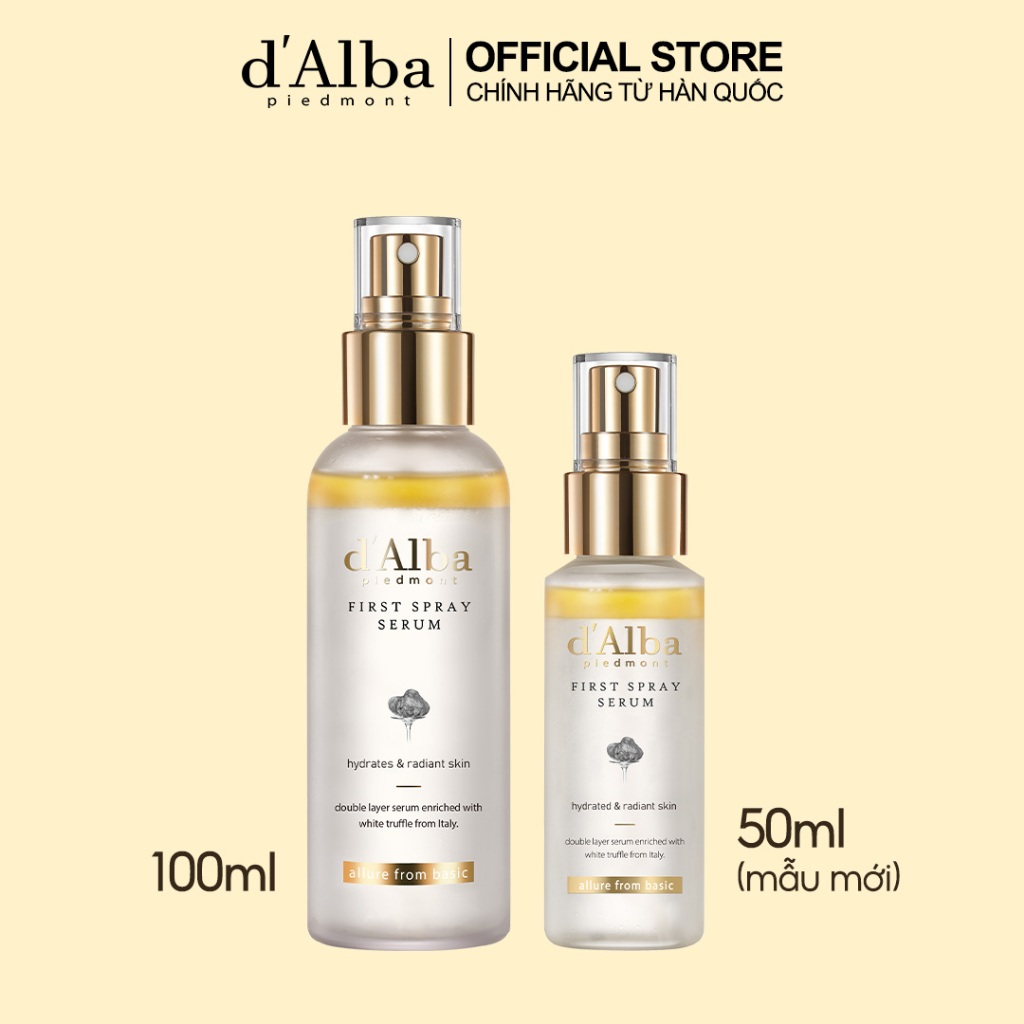 d'Alba
piedmont
OFFICIAL STORE
CHÍNH HÃNG TỪ HÀN QUỐC
d'Alba
piedmont
FIRST SPRAY
SERUM
hydrates & radiant skin
double layer serum enriched with
white truffle from Italy.
allure from basic
100ml
d'Alba
piedmont
FIRST SPRAY
SERUM
hydrated & radiant skin
double layer serum enriched with
white truffle from Italy.
allure from basic
50ml
(mẫu mới)